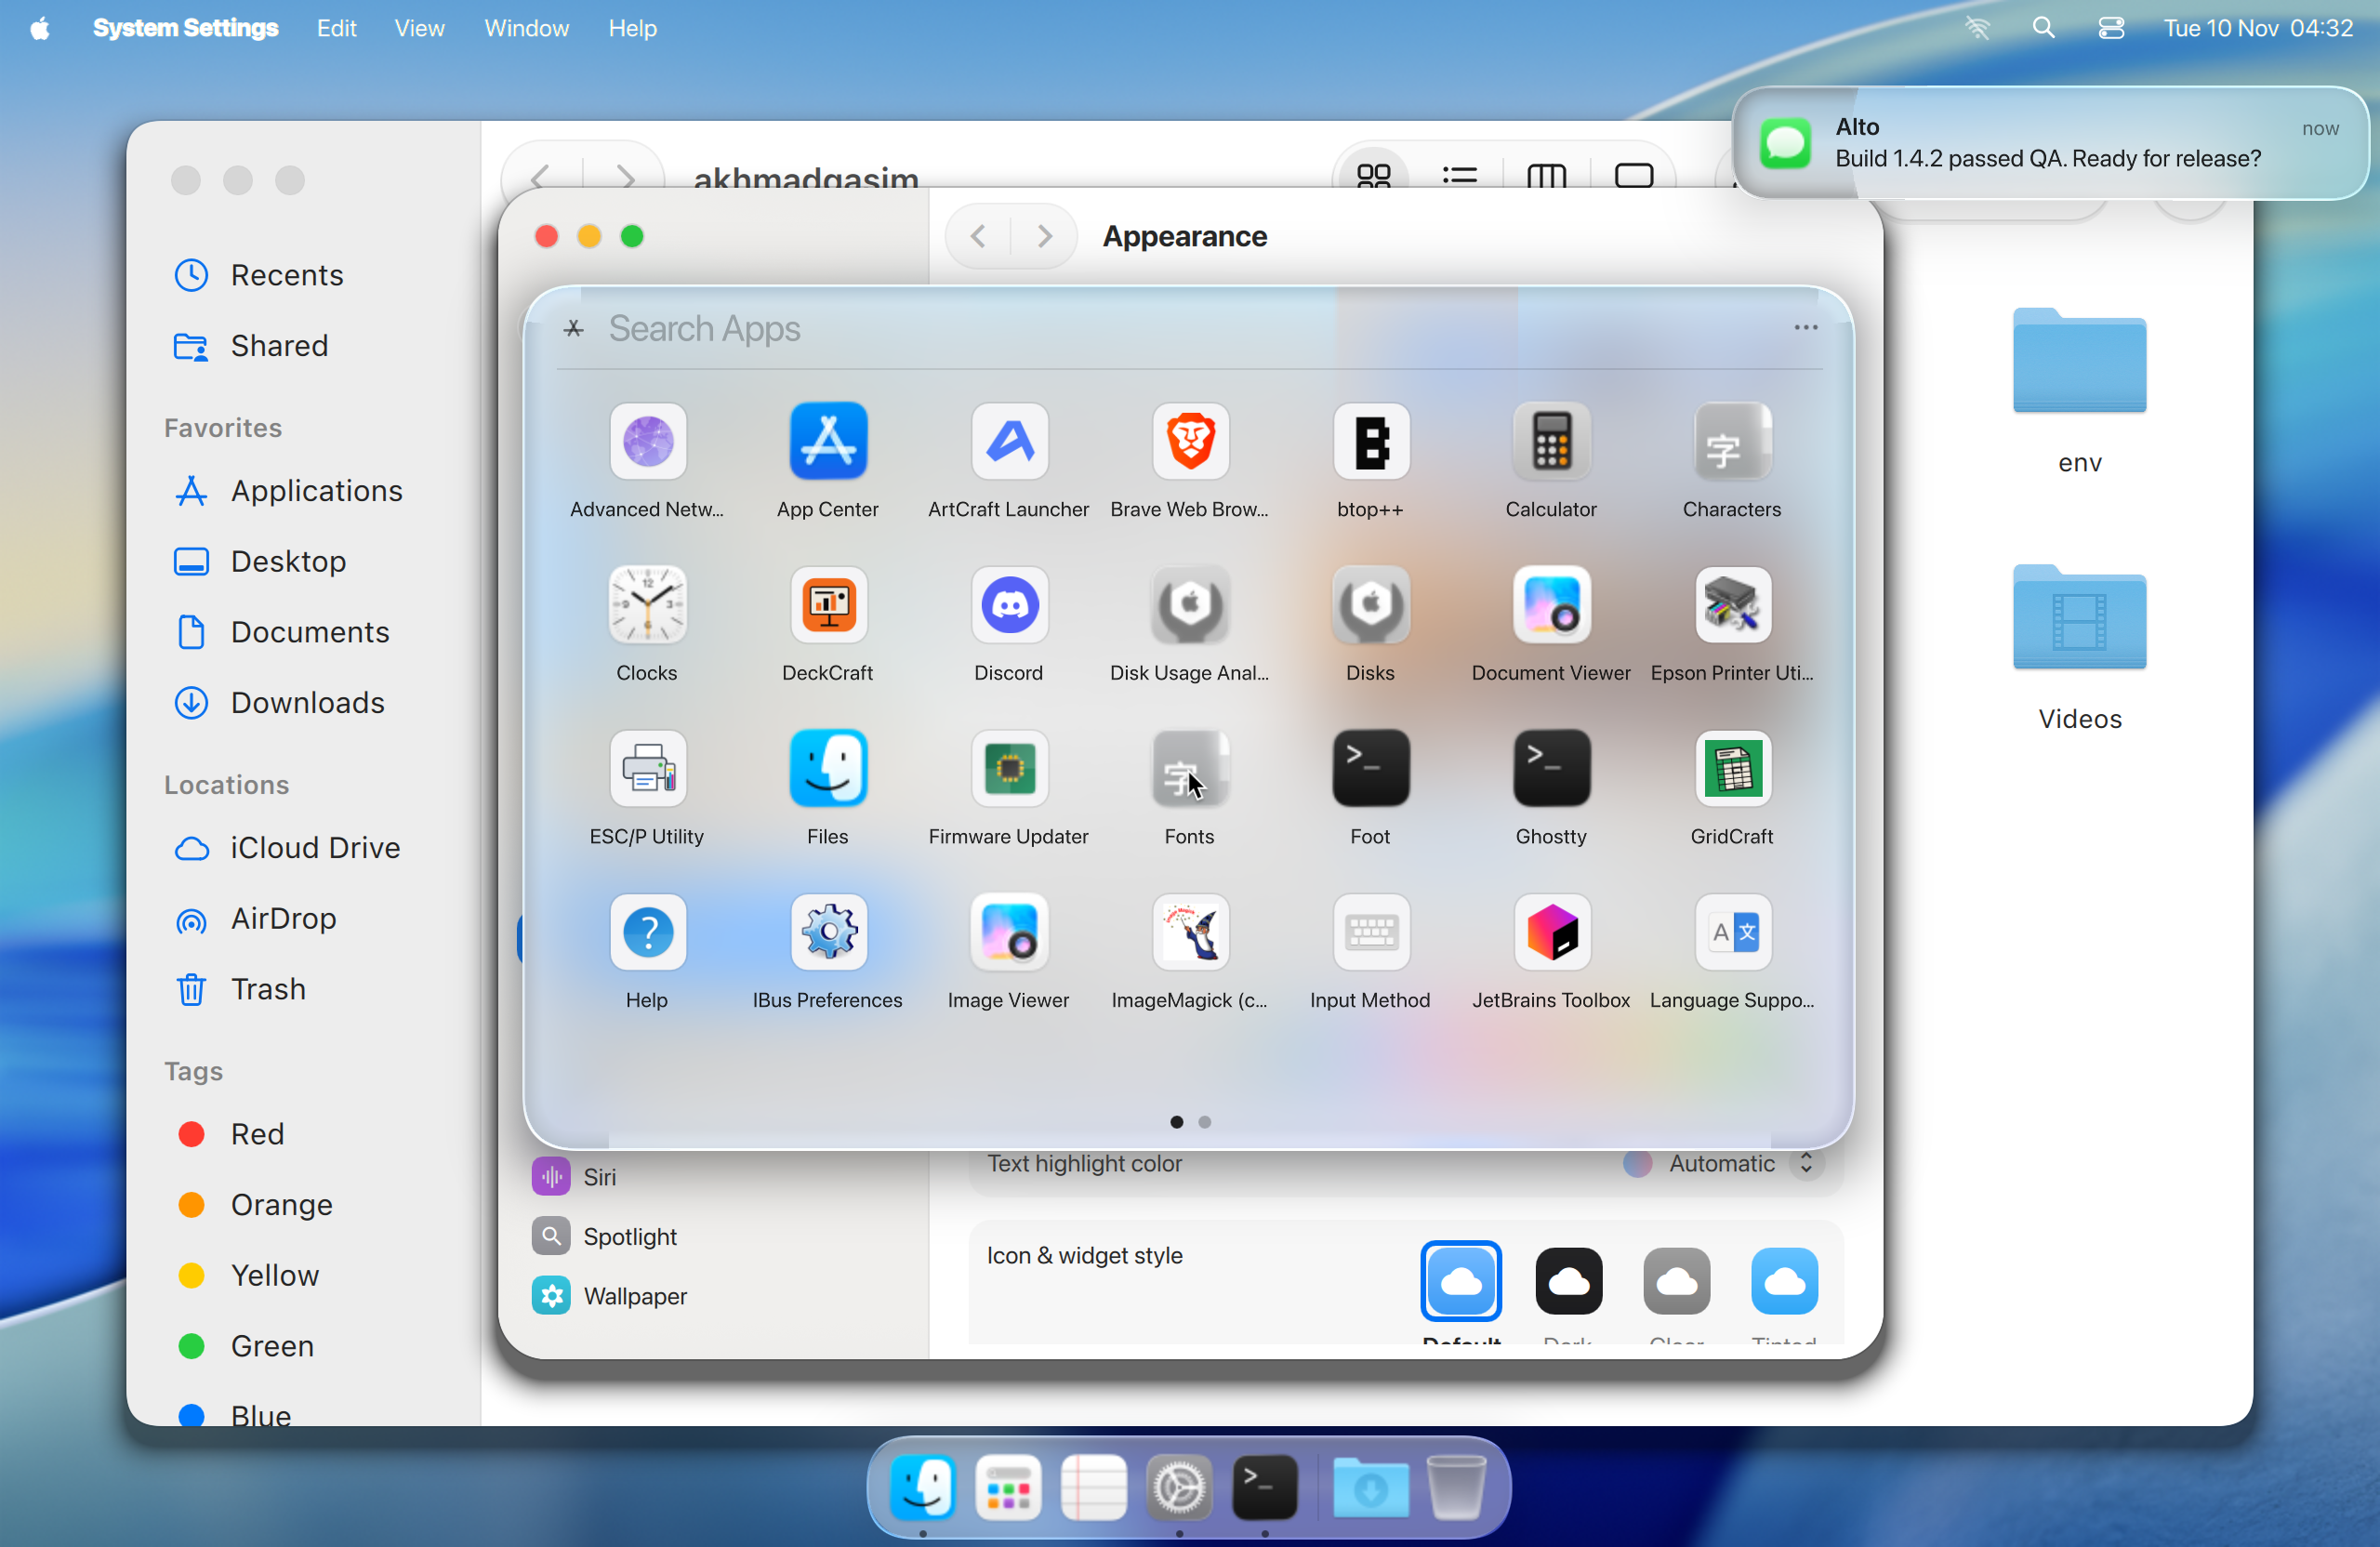 System Settings Edit View Window Help Tue 10 Nov 04:32
Alto now
Build 1.4.2 passed QA. Ready for release?
akhmadqasim
Appearance
Recents
Shared
Favorites
Applications
Desktop
Documents
Downloads
Locations
iCloud Drive
AirDrop
Trash
Tags
Red
Orange
Yellow
Green
Blue
Search Apps
Advanced Netw... App Center ArtCraft Launcher Brave Web Brow... btop++ Calculator Characters
Clocks DeckCraft Discord Disk Usage Anal... Disks Document Viewer Epson Printer Uti...
ESC/P Utility Files Firmware Updater Fonts Foot Ghostty GridCraft
Help IBus Preferences Image Viewer ImageMagick (c... Input Method JetBrains Toolbox Language Suppo...
env
Videos
Siri
Spotlight
Wallpaper
Text highlight color Automatic
Icon & widget style
Default Dark Clear Tinted